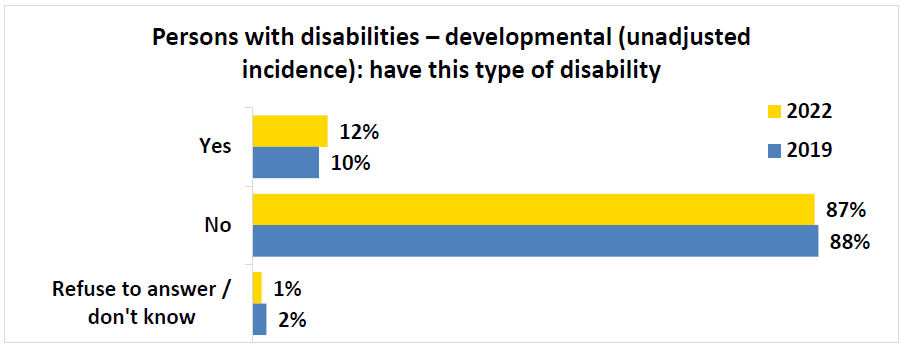 Persons with disabilities – developmental (unadjusted
incidence): have this type of disability
2022
2019
Yes
12%
10%
No
87%
88%
Refuse to answer /
don't know
1%
2%